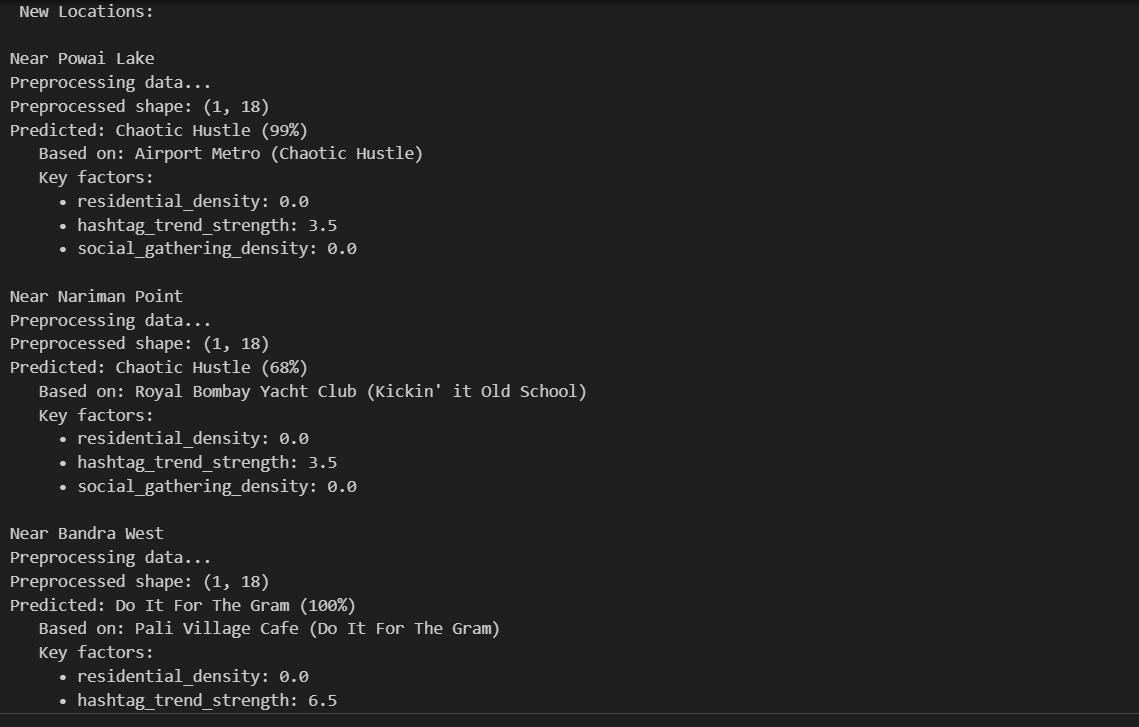 New Locations:
Near Powai Lake
Preprocessing data...
Preprocessed shape: (1, 18)
Predicted: Chaotic Hustle (99%)
Based on: Airport Metro (Chaotic Hustle)
Key factors:
• residential_density: 0.0
• hashtag_trend_strength: 3.5
• social_gathering_density: 0.0
Near Nariman Point
Preprocessing data...
Preprocessed shape: (1, 18)
Predicted: Chaotic Hustle (68%)
Based on: Royal Bombay Yacht Club (Kickin' it Old School)
Key factors:
• residential_density: 0.0
• hashtag_trend_strength: 3.5
• social_gathering_density: 0.0
Near Bandra West
Preprocessing data...
Preprocessed shape: (1, 18)
Predicted: Do It For The Gram (100%)
Based on: Pali Village Cafe (Do It For The Gram)
Key factors:
• residential_density: 0.0
• hashtag_trend_strength: 6.5